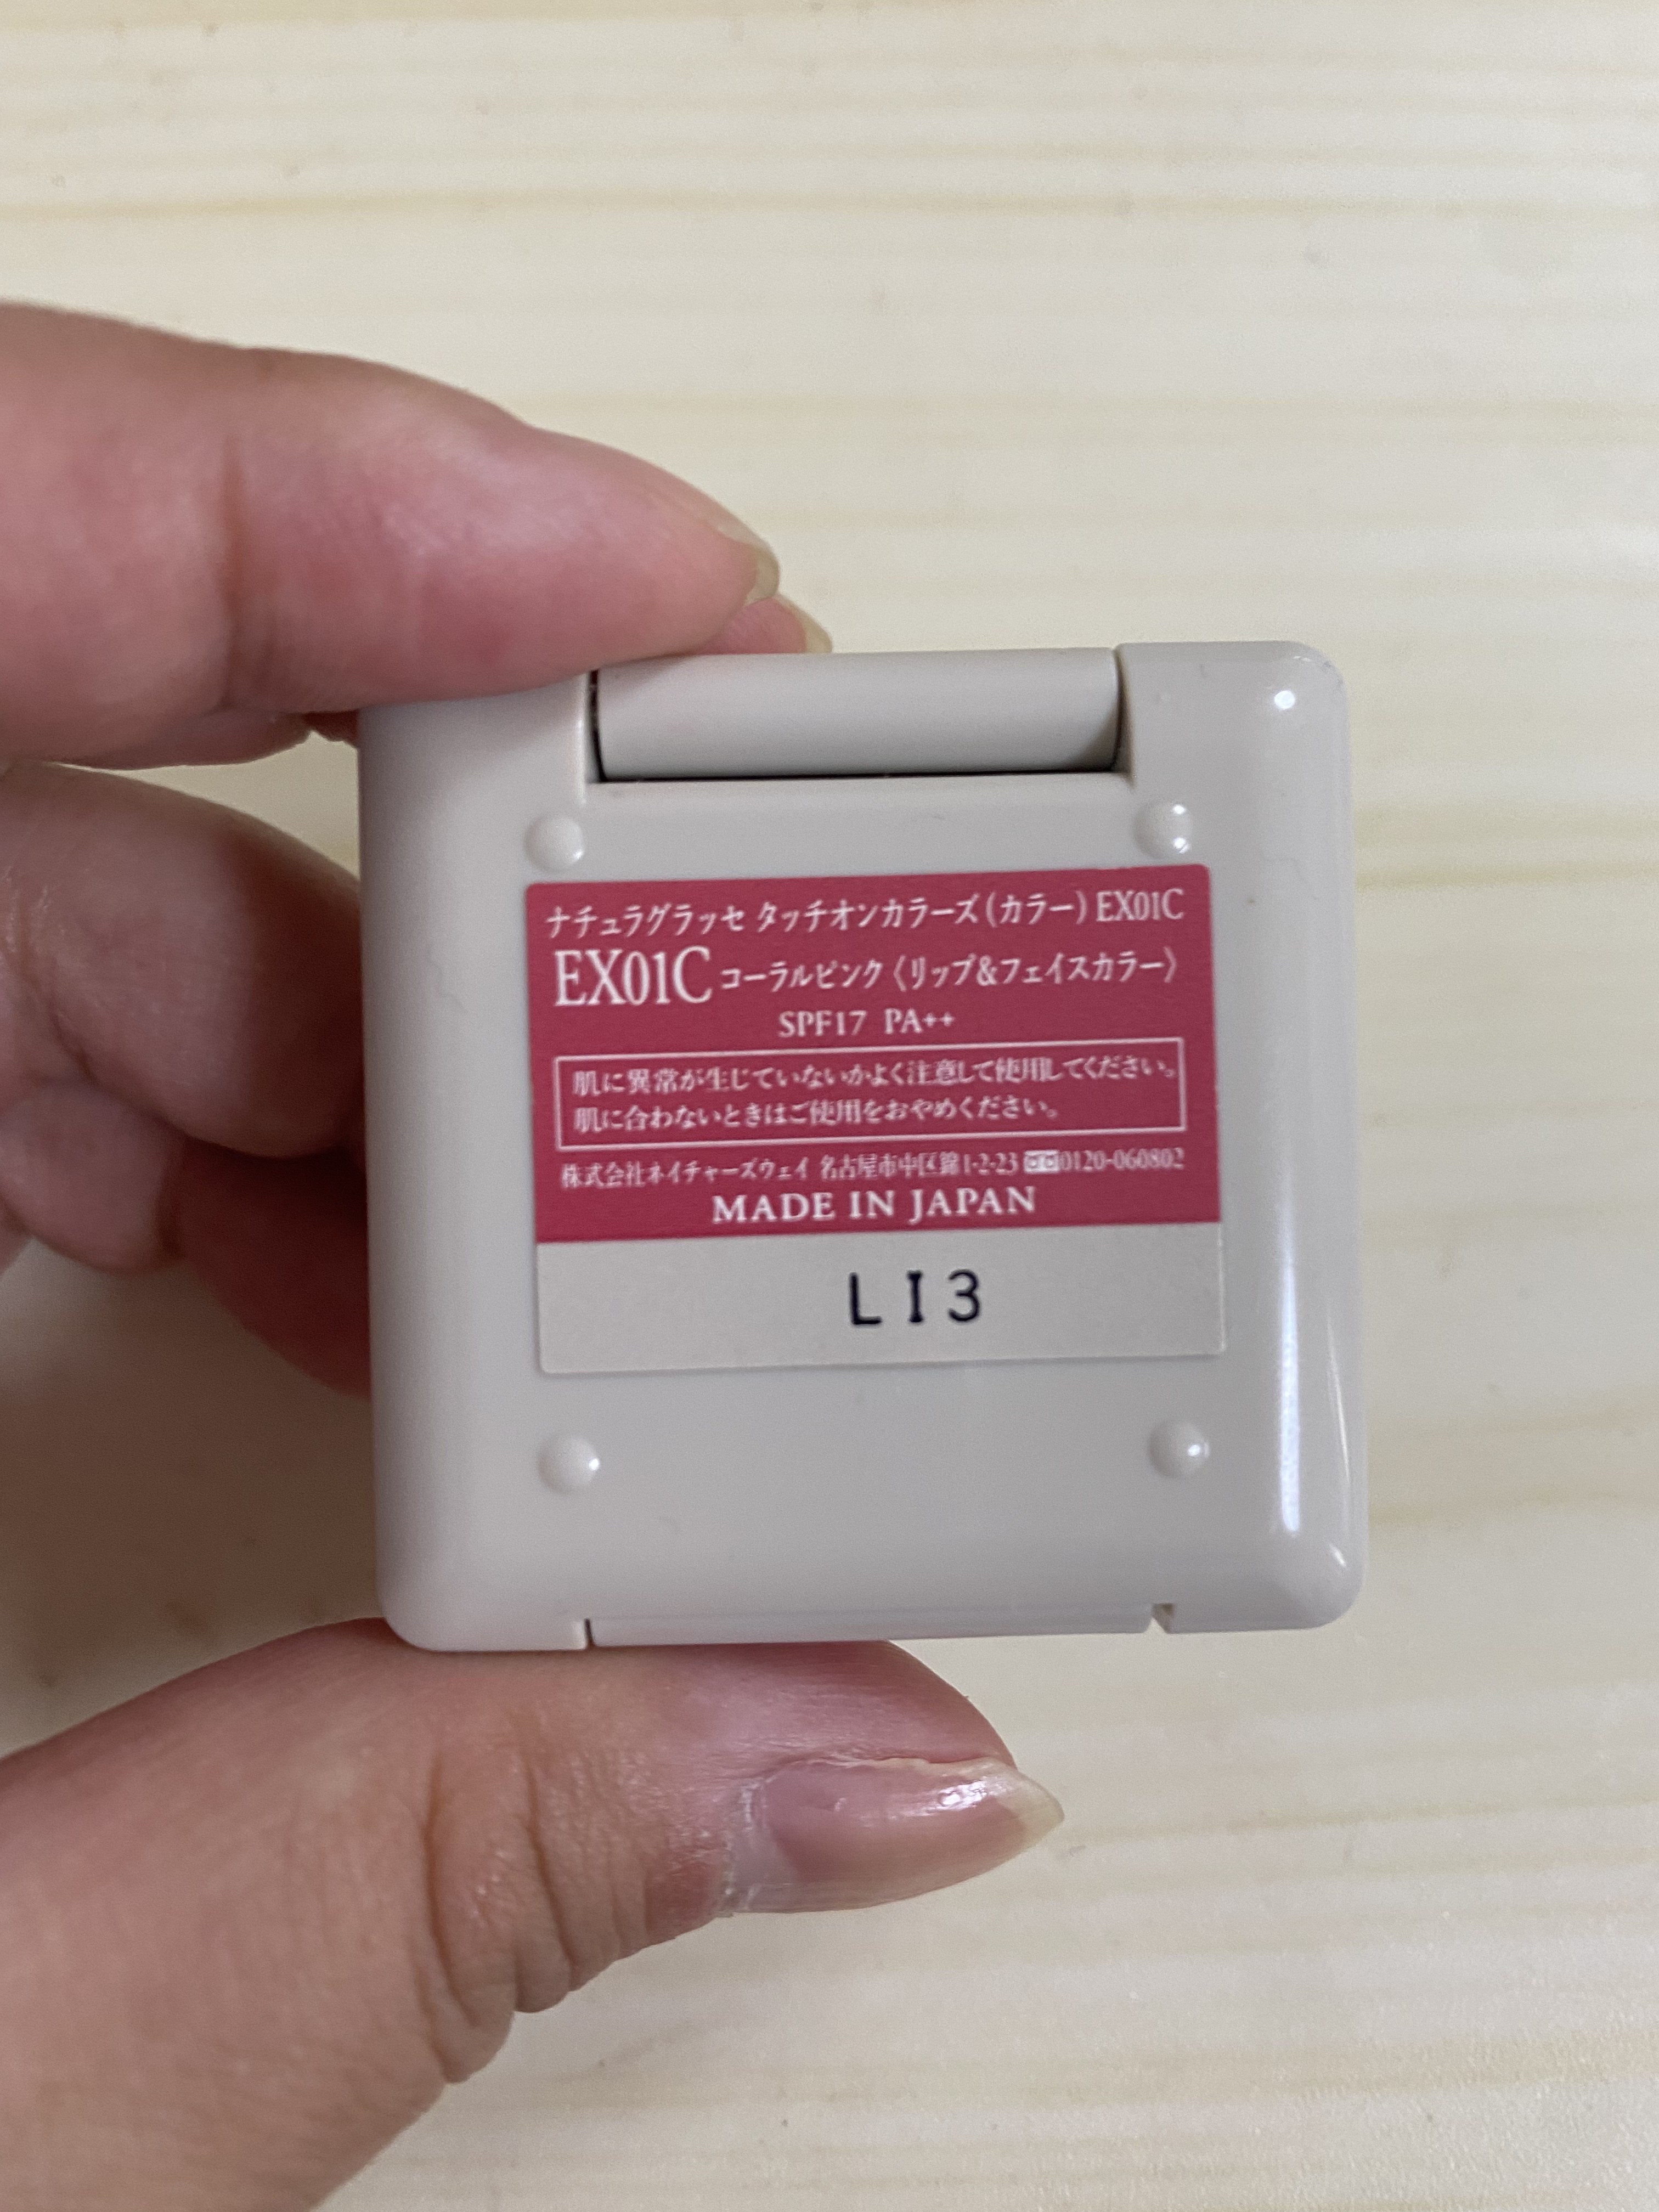 ナチュラグラッセ タッチオンカラーズ(カラー) EX01C
EX01C コーラルピンク〈リップ&フェイスカラー〉
SPF17 PA++
肌に異常が生じていないかよく注意して使用してください。
肌に合わないときはご使用をおやめください。
株式会社ネイチャーズウェイ 名古屋市中区錦1-2-23 0120-060802
MADE IN JAPAN
LI3